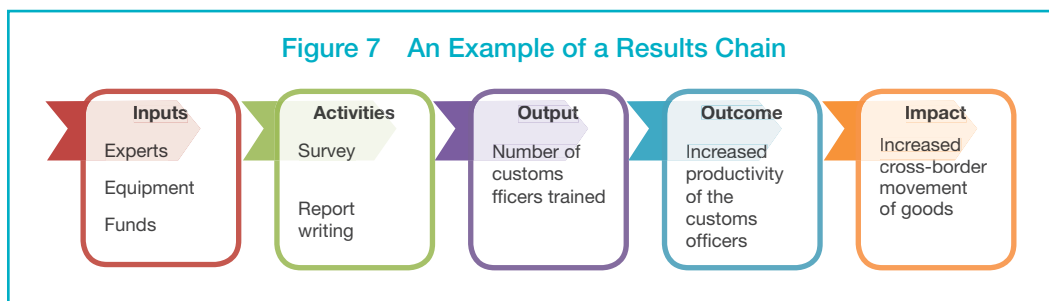 Figure 7 An Example of a Results Chain
Inputs
Experts
Equipment
Funds
Activities
Survey
Report
writing
Output
Number of
customs
fficers trained
Outcome
Increased
productivity
of the
customs
officers
Impact
Increased
cross-border
movement
of goods